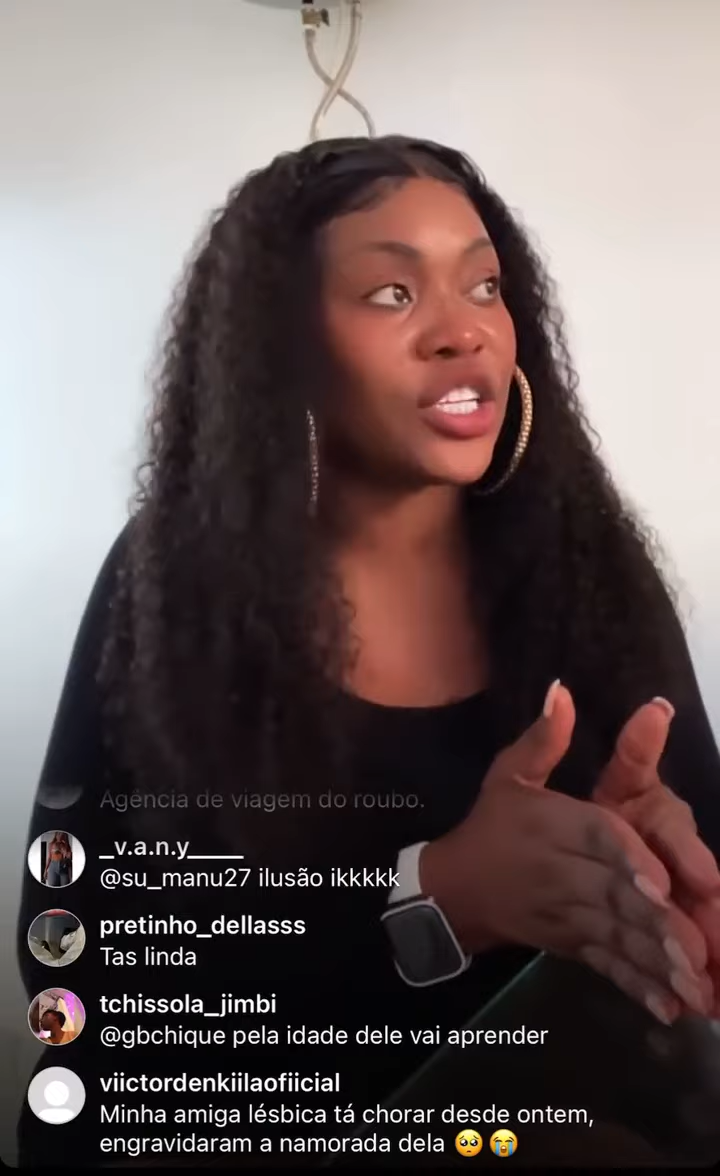 Agência de viagem do roubo.
_v.a.n.y_____
@su_manu27 ilusão ikkkkk
pretinho_dellasss
Tas linda
tchissola_jimbi
@gbchique pela idade dele vai aprender
viictordenkiilaofiicial
Minha amiga lésbica tá chorar desde ontem,
engravidaram a namorada dela 🥺😭